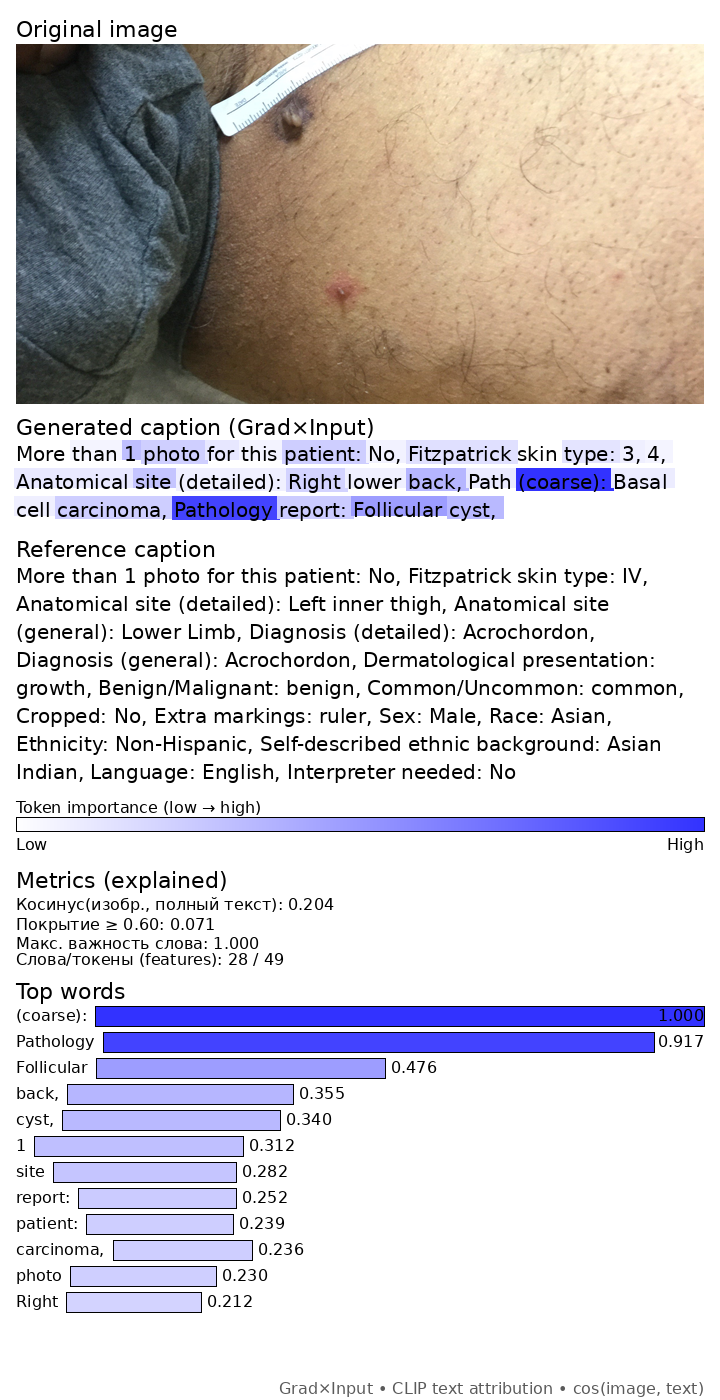 Original image
Generated caption (Grad×Input)
More than 1 photo for this patient: No, Fitzpatrick skin type: 3, 4,
Anatomical site (detailed): Right lower back, Path (coarse): Basal
cell carcinoma, Pathology report: Follicular cyst,
Reference caption
More than 1 photo for this patient: No, Fitzpatrick skin type: IV,
Anatomical site (detailed): Left inner thigh, Anatomical site
(general): Lower Limb, Diagnosis (detailed): Acrochordon,
Diagnosis (general): Acrochordon, Dermatological presentation:
growth, Benign/Malignant: benign, Common/Uncommon: common,
Cropped: No, Extra markings: ruler, Sex: Male, Race: Asian,
Ethnicity: Non-Hispanic, Self-described ethnic background: Asian
Indian, Language: English, Interpreter needed: No
Token importance (low → high)
Low High
Metrics (explained)
Косинус(изобр., полный текст): 0.204
Покрытие ≥ 0.60: 0.071
Макс. важность слова: 1.000
Слова/токены (features): 28 / 49
Top words
(coarse): 1.000
Pathology 0.917
Follicular 0.476
back, 0.355
cyst, 0.340
1 0.312
site 0.282
report: 0.252
patient: 0.239
carcinoma, 0.236
photo 0.230
Right 0.212
Grad×Input • CLIP text attribution • cos(image, text)